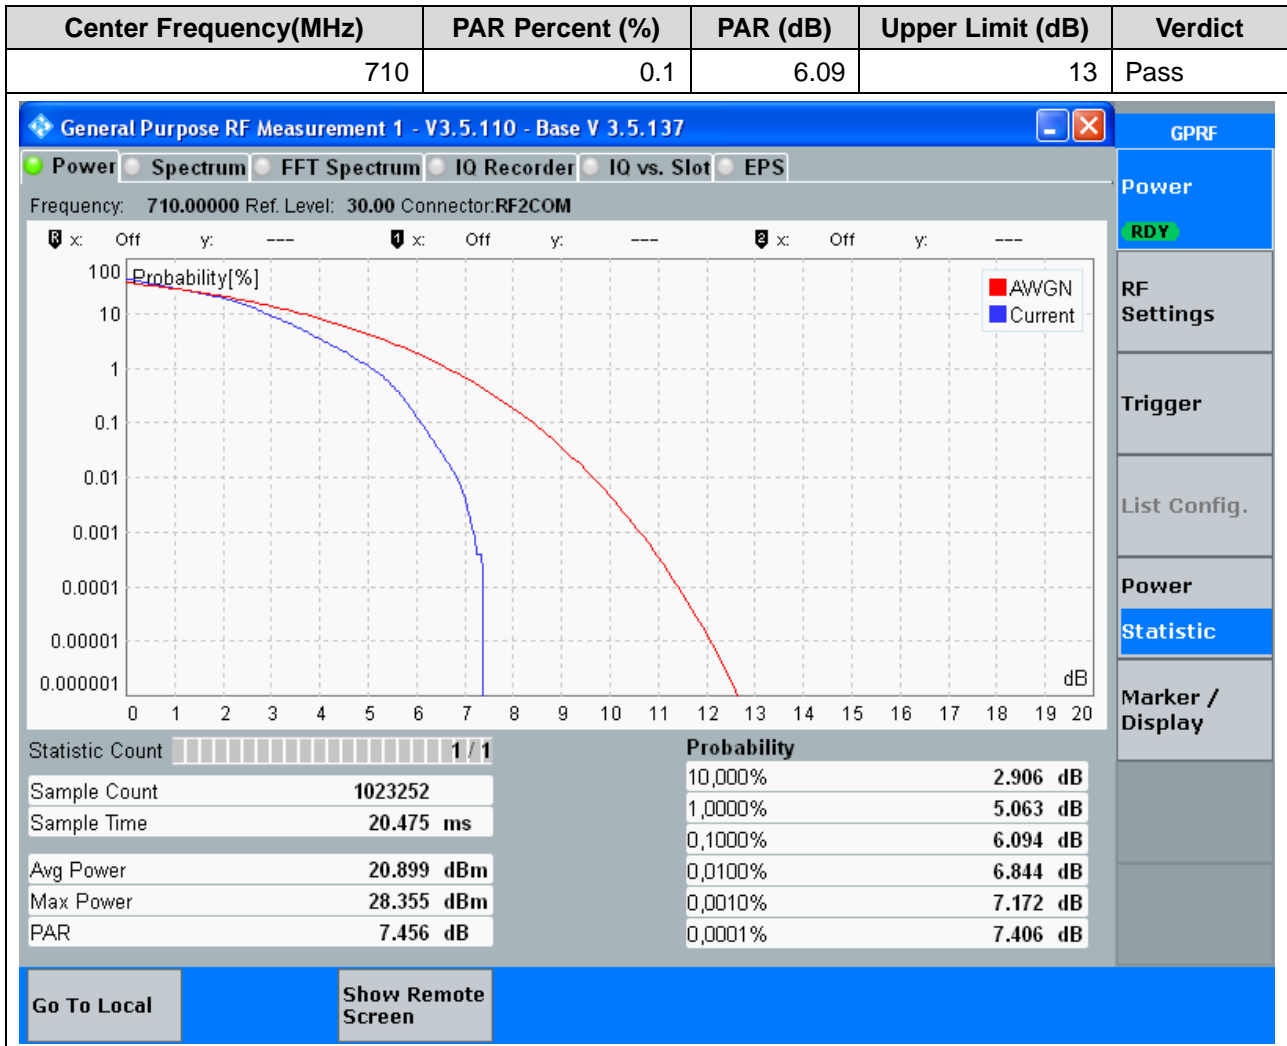 Center Frequency(MHz) PAR Percent (%) PAR (dB) Upper Limit (dB) Verdict
710 0.1 6.09 13 Pass
General Purpose RF Measurement 1 - V3.5.110 - Base V 3.5.137
GPRF
Power Spectrum FFT Spectrum IQ Recorder IQ vs. Slot EPS
Frequency: 710.00000 Ref. Level: 30.00 Connector:RF2COM
R x: Off y: --- 1 x: Off y: --- 2 x: Off y: ---
Probability[%]
AWGN
Current
100
10
1
0.1
0.01
0.001
0.0001
0.00001
0.000001
dB
0 1 2 3 4 5 6 7 8 9 10 11 12 13 14 15 16 17 18 19 20
Statistic Count 1 / 1
Sample Count 1023252
Sample Time 20.475 ms
Avg Power 20.899 dBm
Max Power 28.355 dBm
PAR 7.456 dB
Probability
10,000% 2.906 dB
1,0000% 5.063 dB
0,1000% 6.094 dB
0,0100% 6.844 dB
0,0010% 7.172 dB
0,0001% 7.406 dB
Power
RDY
RF
Settings
Trigger
List Config.
Power
Statistic
Marker /
Display
Go To Local
Show Remote
Screen